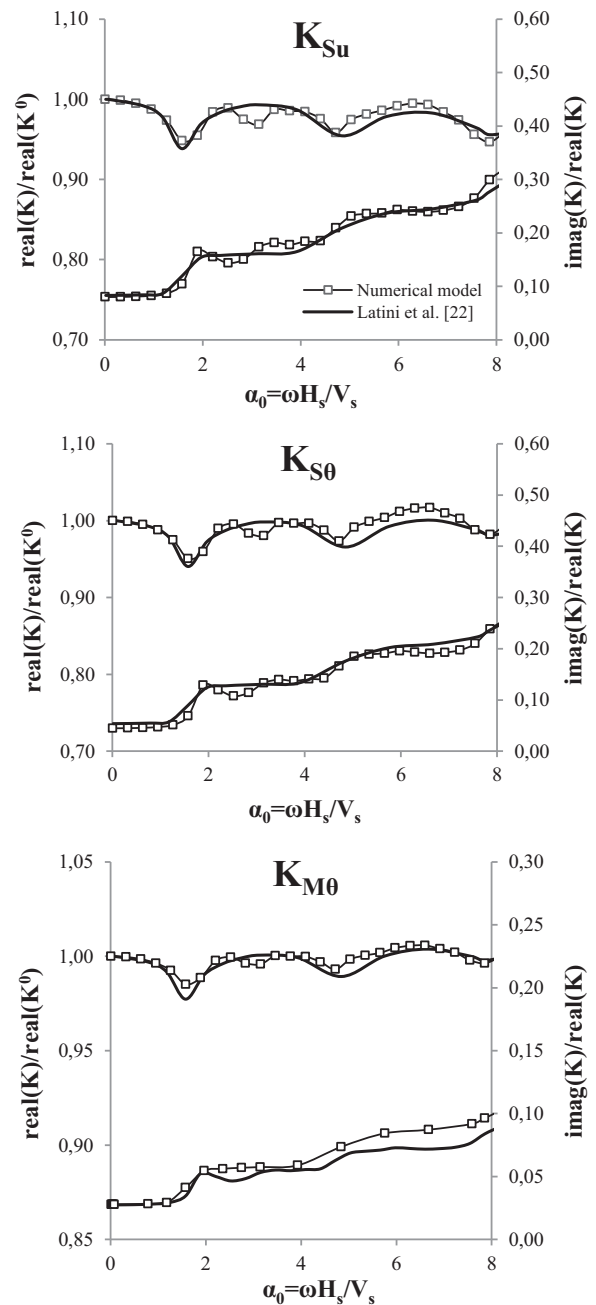 K_Su
1,10 0,60
1,00 0,50
0,40
0,90 0,30
0,80 0,20
0,10
0,70 0,00
real(K)/real(K⁰)
imag(K)/real(K)
Numerical model
Latini et al. [22]
0 2 4 6 8
α₀=ωHₛ/Vₛ
K_Sθ
1,10 0,60
0,50
1,00 0,40
0,90 0,30
0,20
0,80 0,10
0,70 0,00
real(K)/real(K⁰)
imag(K)/real(K)
0 2 4 6 8
α₀=ωHₛ/Vₛ
K_Mθ
1,05 0,30
0,25
1,00 0,20
0,95 0,15
0,10
0,90 0,05
0,85 0,00
real(K)/real(K⁰)
imag(K)/real(K)
0 2 4 6 8
α₀=ωHₛ/Vₛ